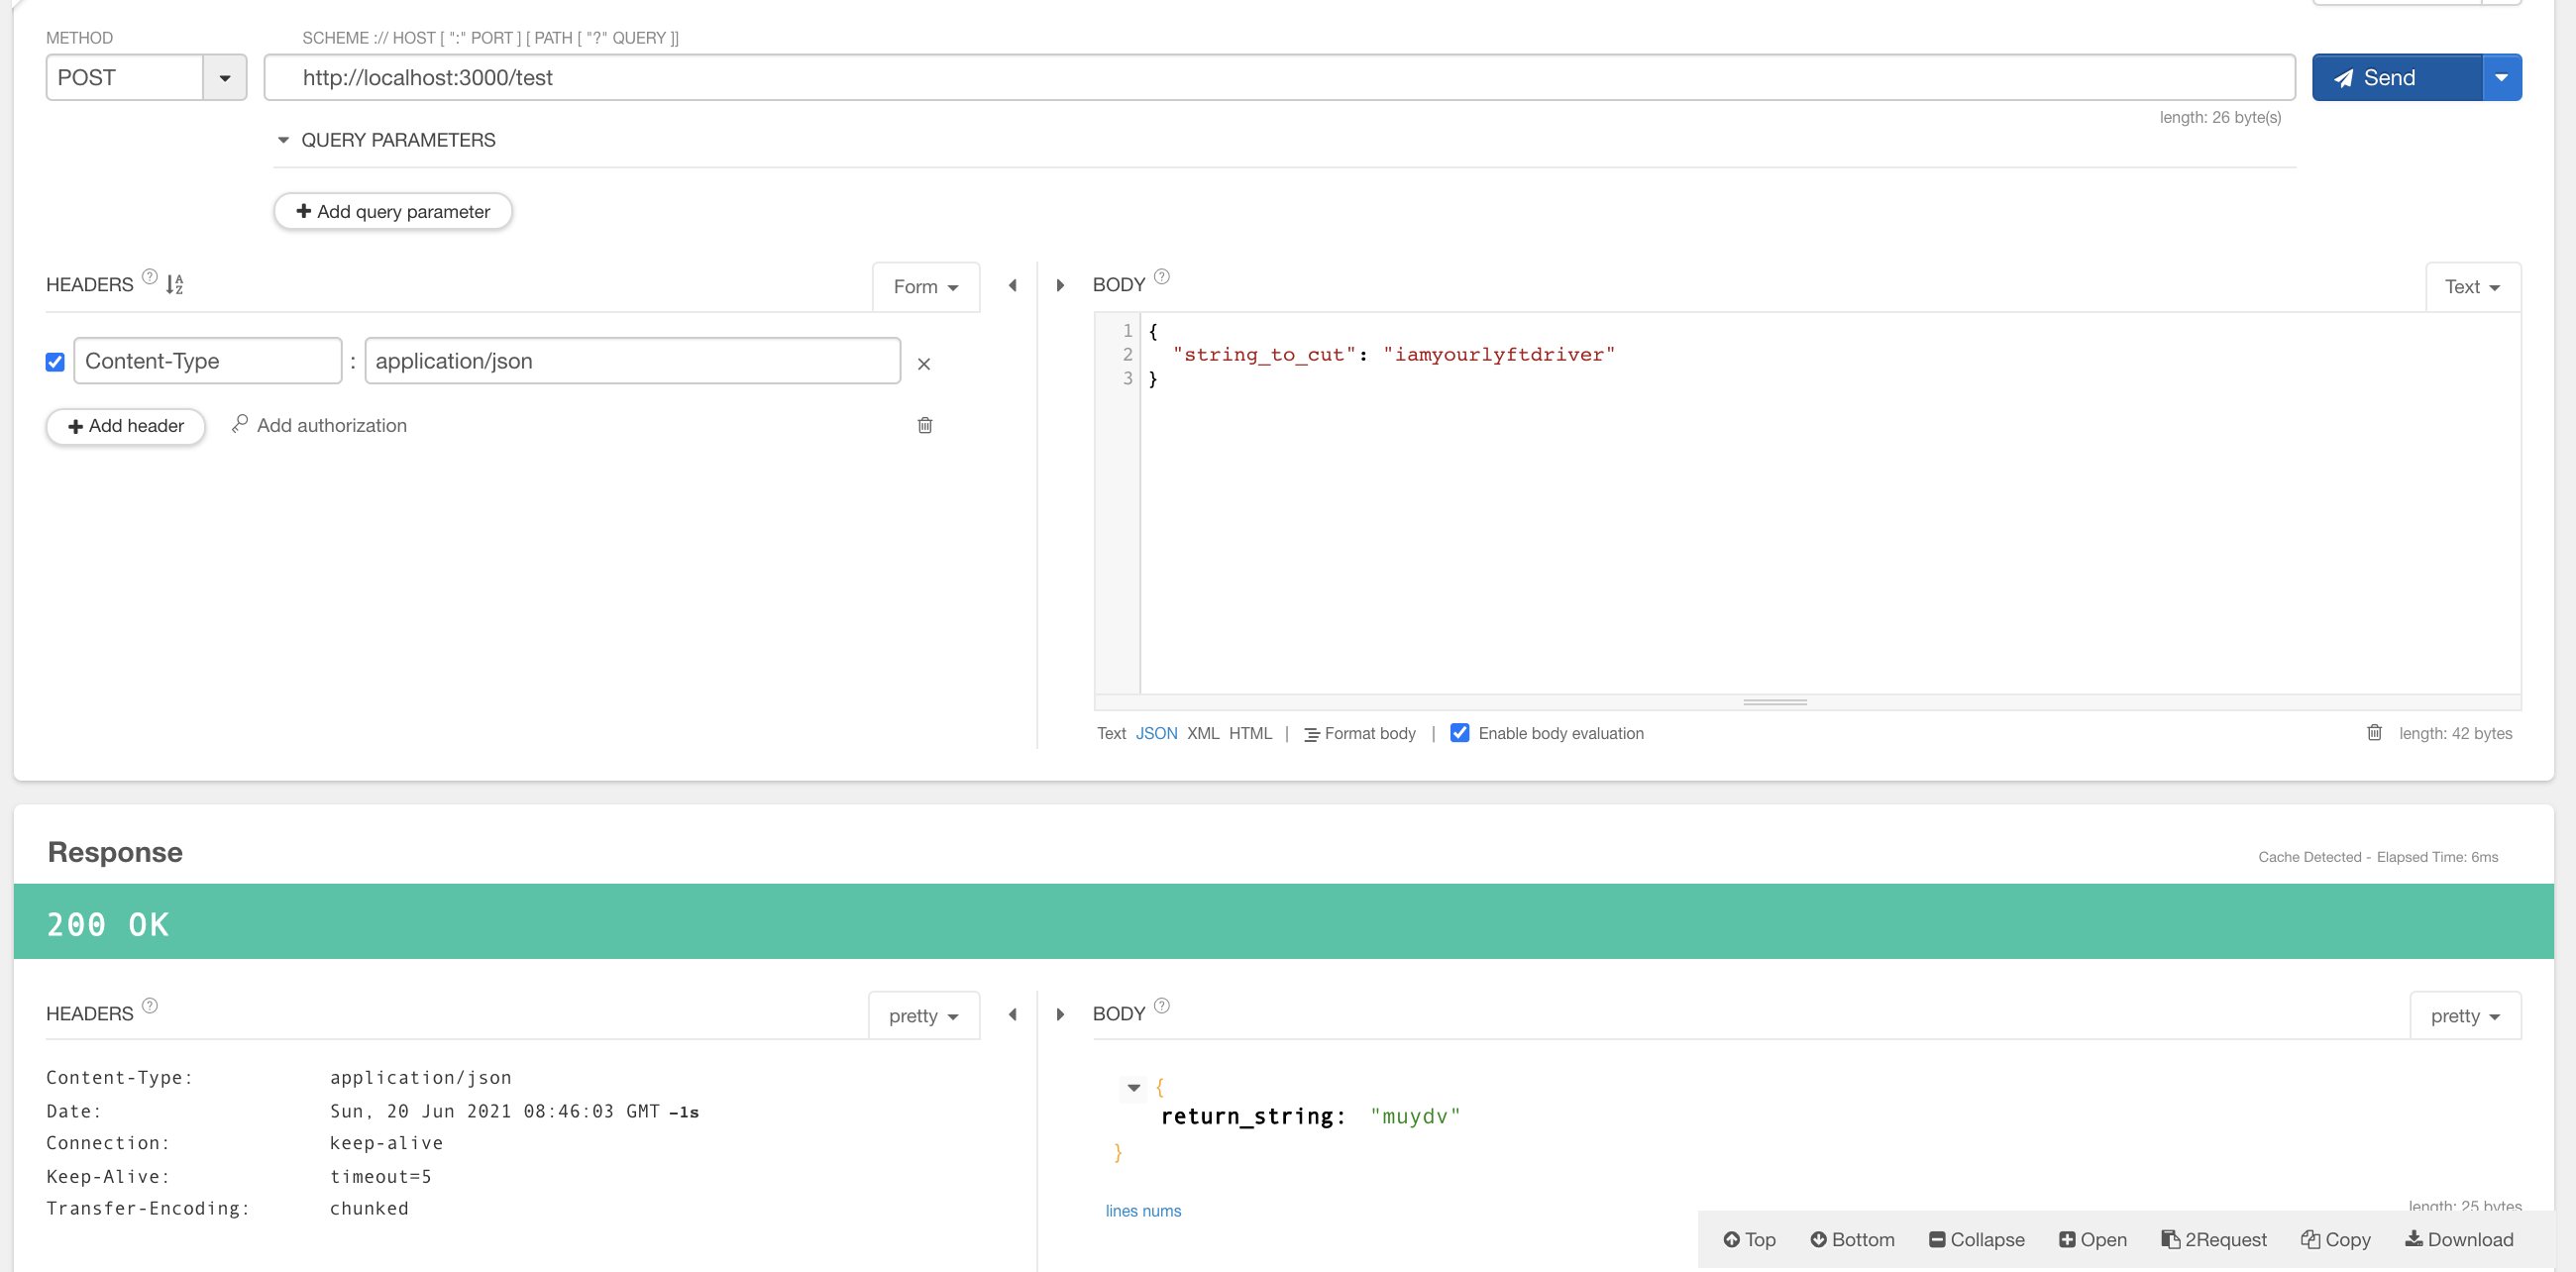 METHOD
SCHEME :// HOST [ ":" PORT ] [ PATH [ "?" QUERY ]]
POST
http://localhost:3000/test
Send
length: 26 byte(s)
QUERY PARAMETERS
+ Add query parameter
HEADERS ?
Form
BODY ?
Text
Content-Type : application/json ×
+ Add header
Add authorization
1 {
2 "string_to_cut": "iamyourlyftdriver"
3 }
Text JSON XML HTML | Format body | Enable body evaluation
length: 42 bytes
Response
Cache Detected - Elapsed Time: 6ms
200 OK
HEADERS ?
pretty
BODY ?
pretty
Content-Type: application/json
Date: Sun, 20 Jun 2021 08:46:03 GMT -1s
Connection: keep-alive
Keep-Alive: timeout=5
Transfer-Encoding: chunked
{
return_string: "muydv"
}
lines nums
length: 25 bytes
Top Bottom Collapse Open 2Request Copy Download